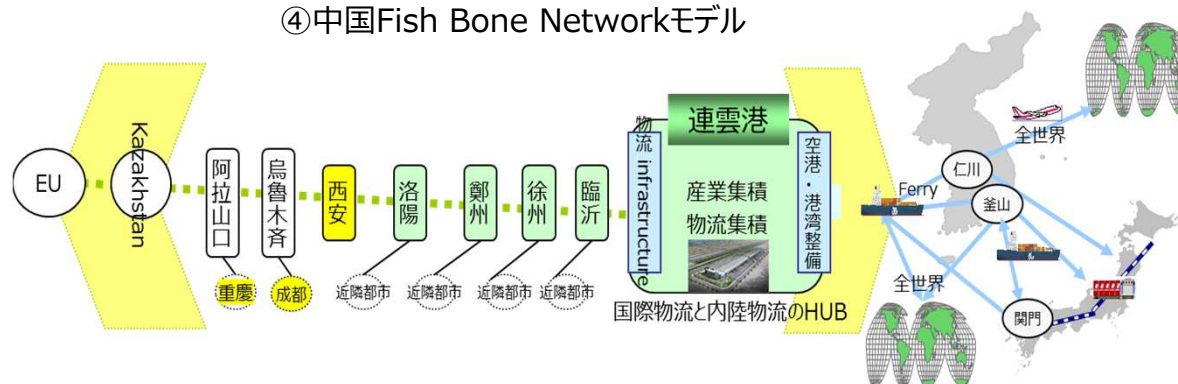 ④中国Fish Bone Networkモデル
EU
Kazakhstan
阿拉山口
烏魯木斉
西安
洛陽
鄭州
徐州
臨沂
重慶
成都
近隣都市
近隣都市
近隣都市
近隣都市
物流 infrastructure
連雲港
産業集積
物流集積
空港・港湾整備
国際物流と内陸物流のHUB
Ferry
仁川
釜山
関門
全世界
全世界